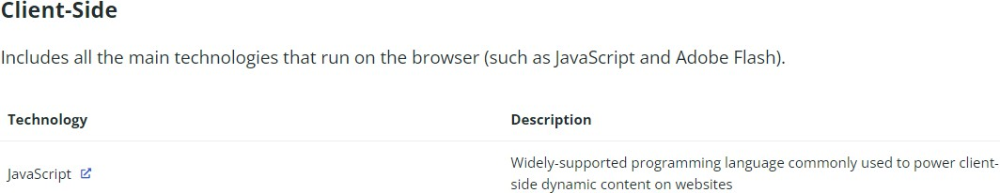 Client-Side
Includes all the main technologies that run on the browser (such as JavaScript and Adobe Flash).
Technology Description
JavaScript Widely-supported programming language commonly used to power client-
side dynamic content on websites